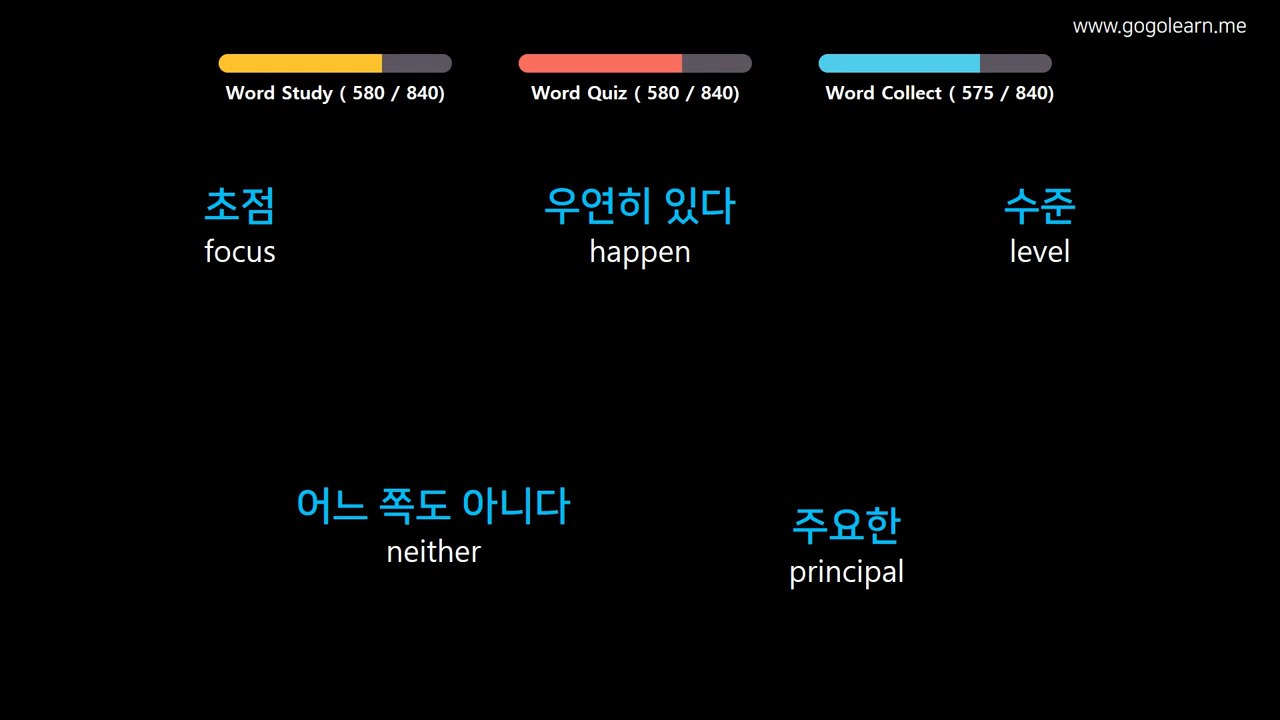 www.gogolearn.me
Word Study ( 580 / 840)
Word Quiz ( 580 / 840)
Word Collect ( 575 / 840)
초점
focus
우연히 있다
happen
수준
level
어느 쪽도 아니다
neither
주요한
principal